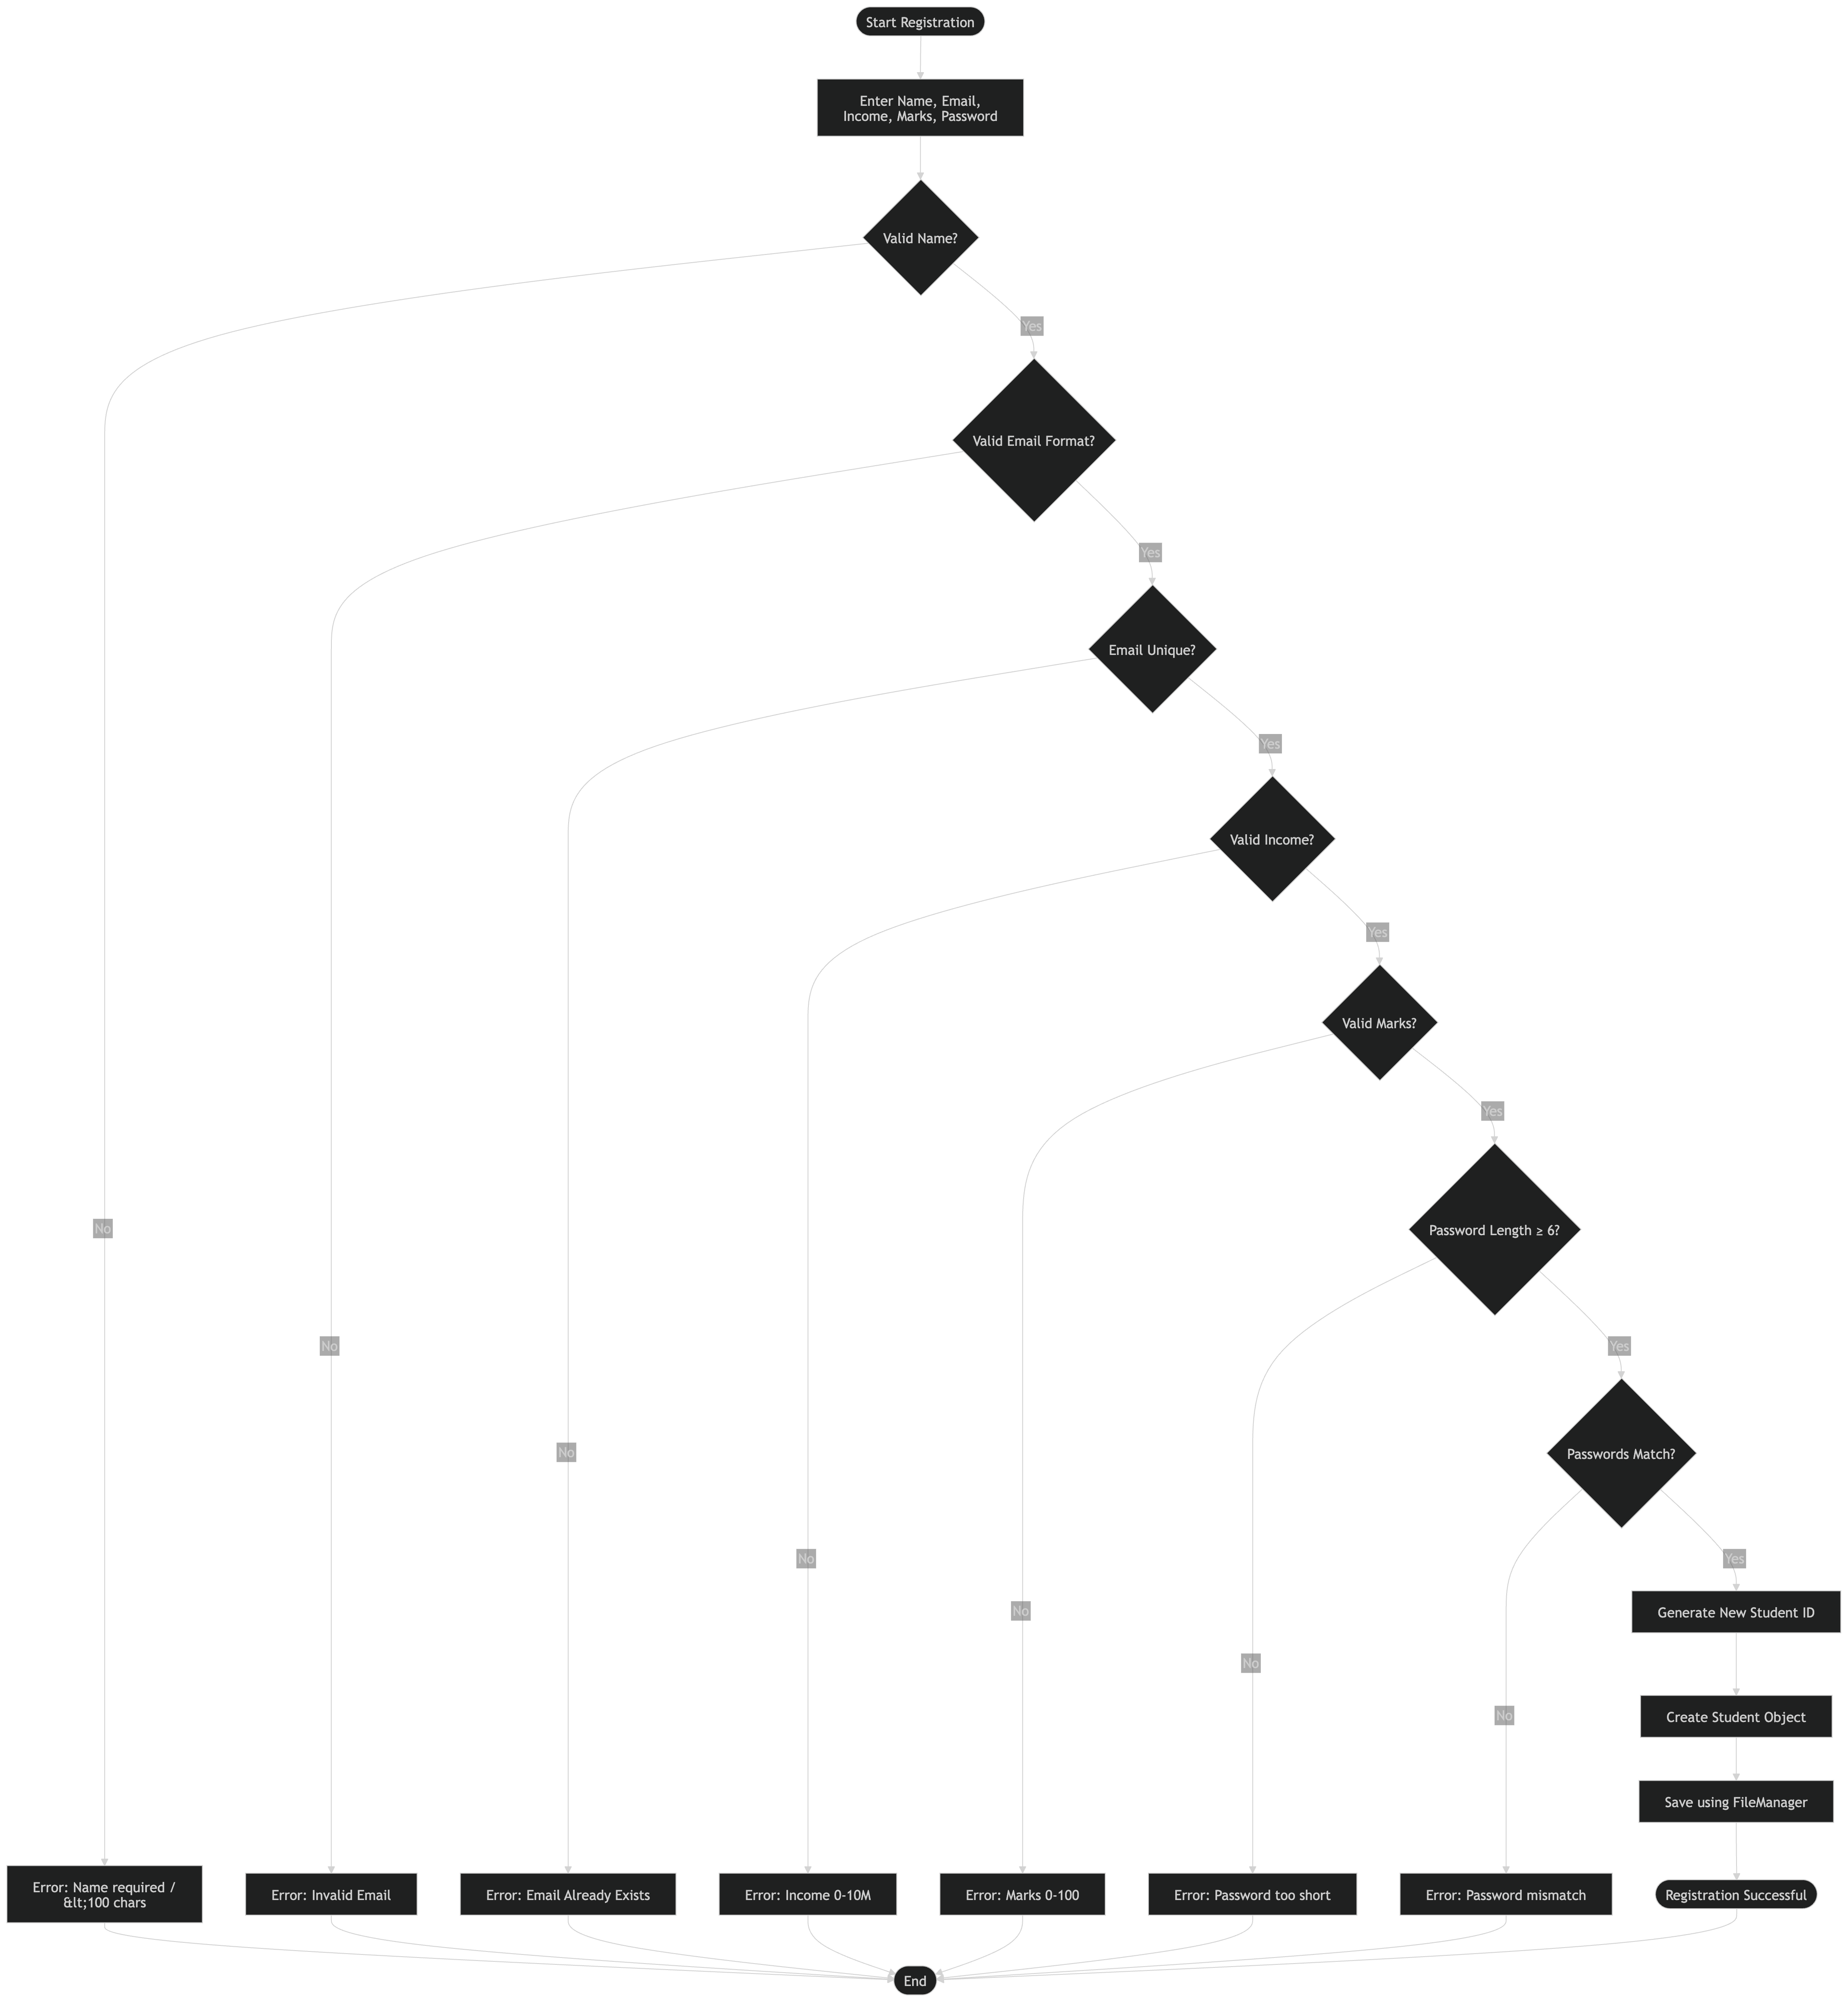 Start Registration
Enter Name, Email,
Income, Marks, Password
Valid Name?
Yes
Valid Email Format?
Yes
Email Unique?
Yes
Valid Income?
Yes
Valid Marks?
Yes
Password Length ≥ 6?
No
Yes
No
Passwords Match?
No
No
Yes
No
Generate New Student ID
No
No
Create Student Object
Save using FileManager
Error: Name required /
&lt;100 chars
Error: Invalid Email
Error: Email Already Exists
Error: Income 0-10M
Error: Marks 0-100
Error: Password too short
Error: Password mismatch
Registration Successful
End